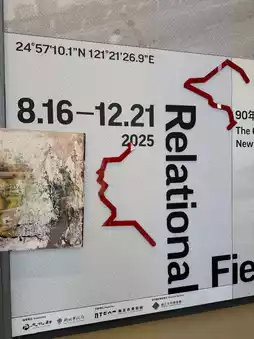 24°57'10.1"N 121°21'26.9"E
8.16—12.21
2025
Relational
Fie
90年
The
New